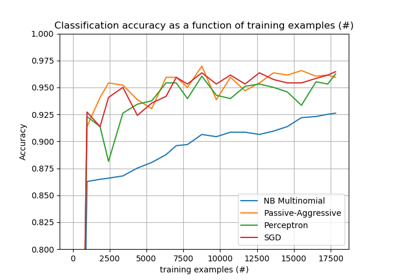 Classification accuracy as a function of training examples (#)
1.000
0.975
0.950
0.925
0.900
0.875
0.850
0.825
0.800
Accuracy
NB Multinomial
Passive-Aggressive
Perceptron
SGD
0 2500 5000 7500 10000 12500 15000 17500
training examples (#)